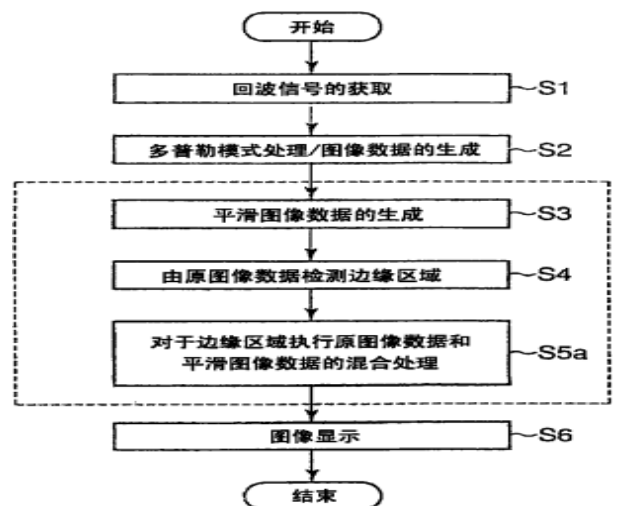 开始
回波信号的获取
S1
多普勒模式处理/图像数据的生成
S2
平滑图像数据的生成
S3
由原图像数据检测边缘区域
S4
对于边缘区域执行原图像数据和
平滑图像数据的混合处理
S5a
图像显示
S6
结束